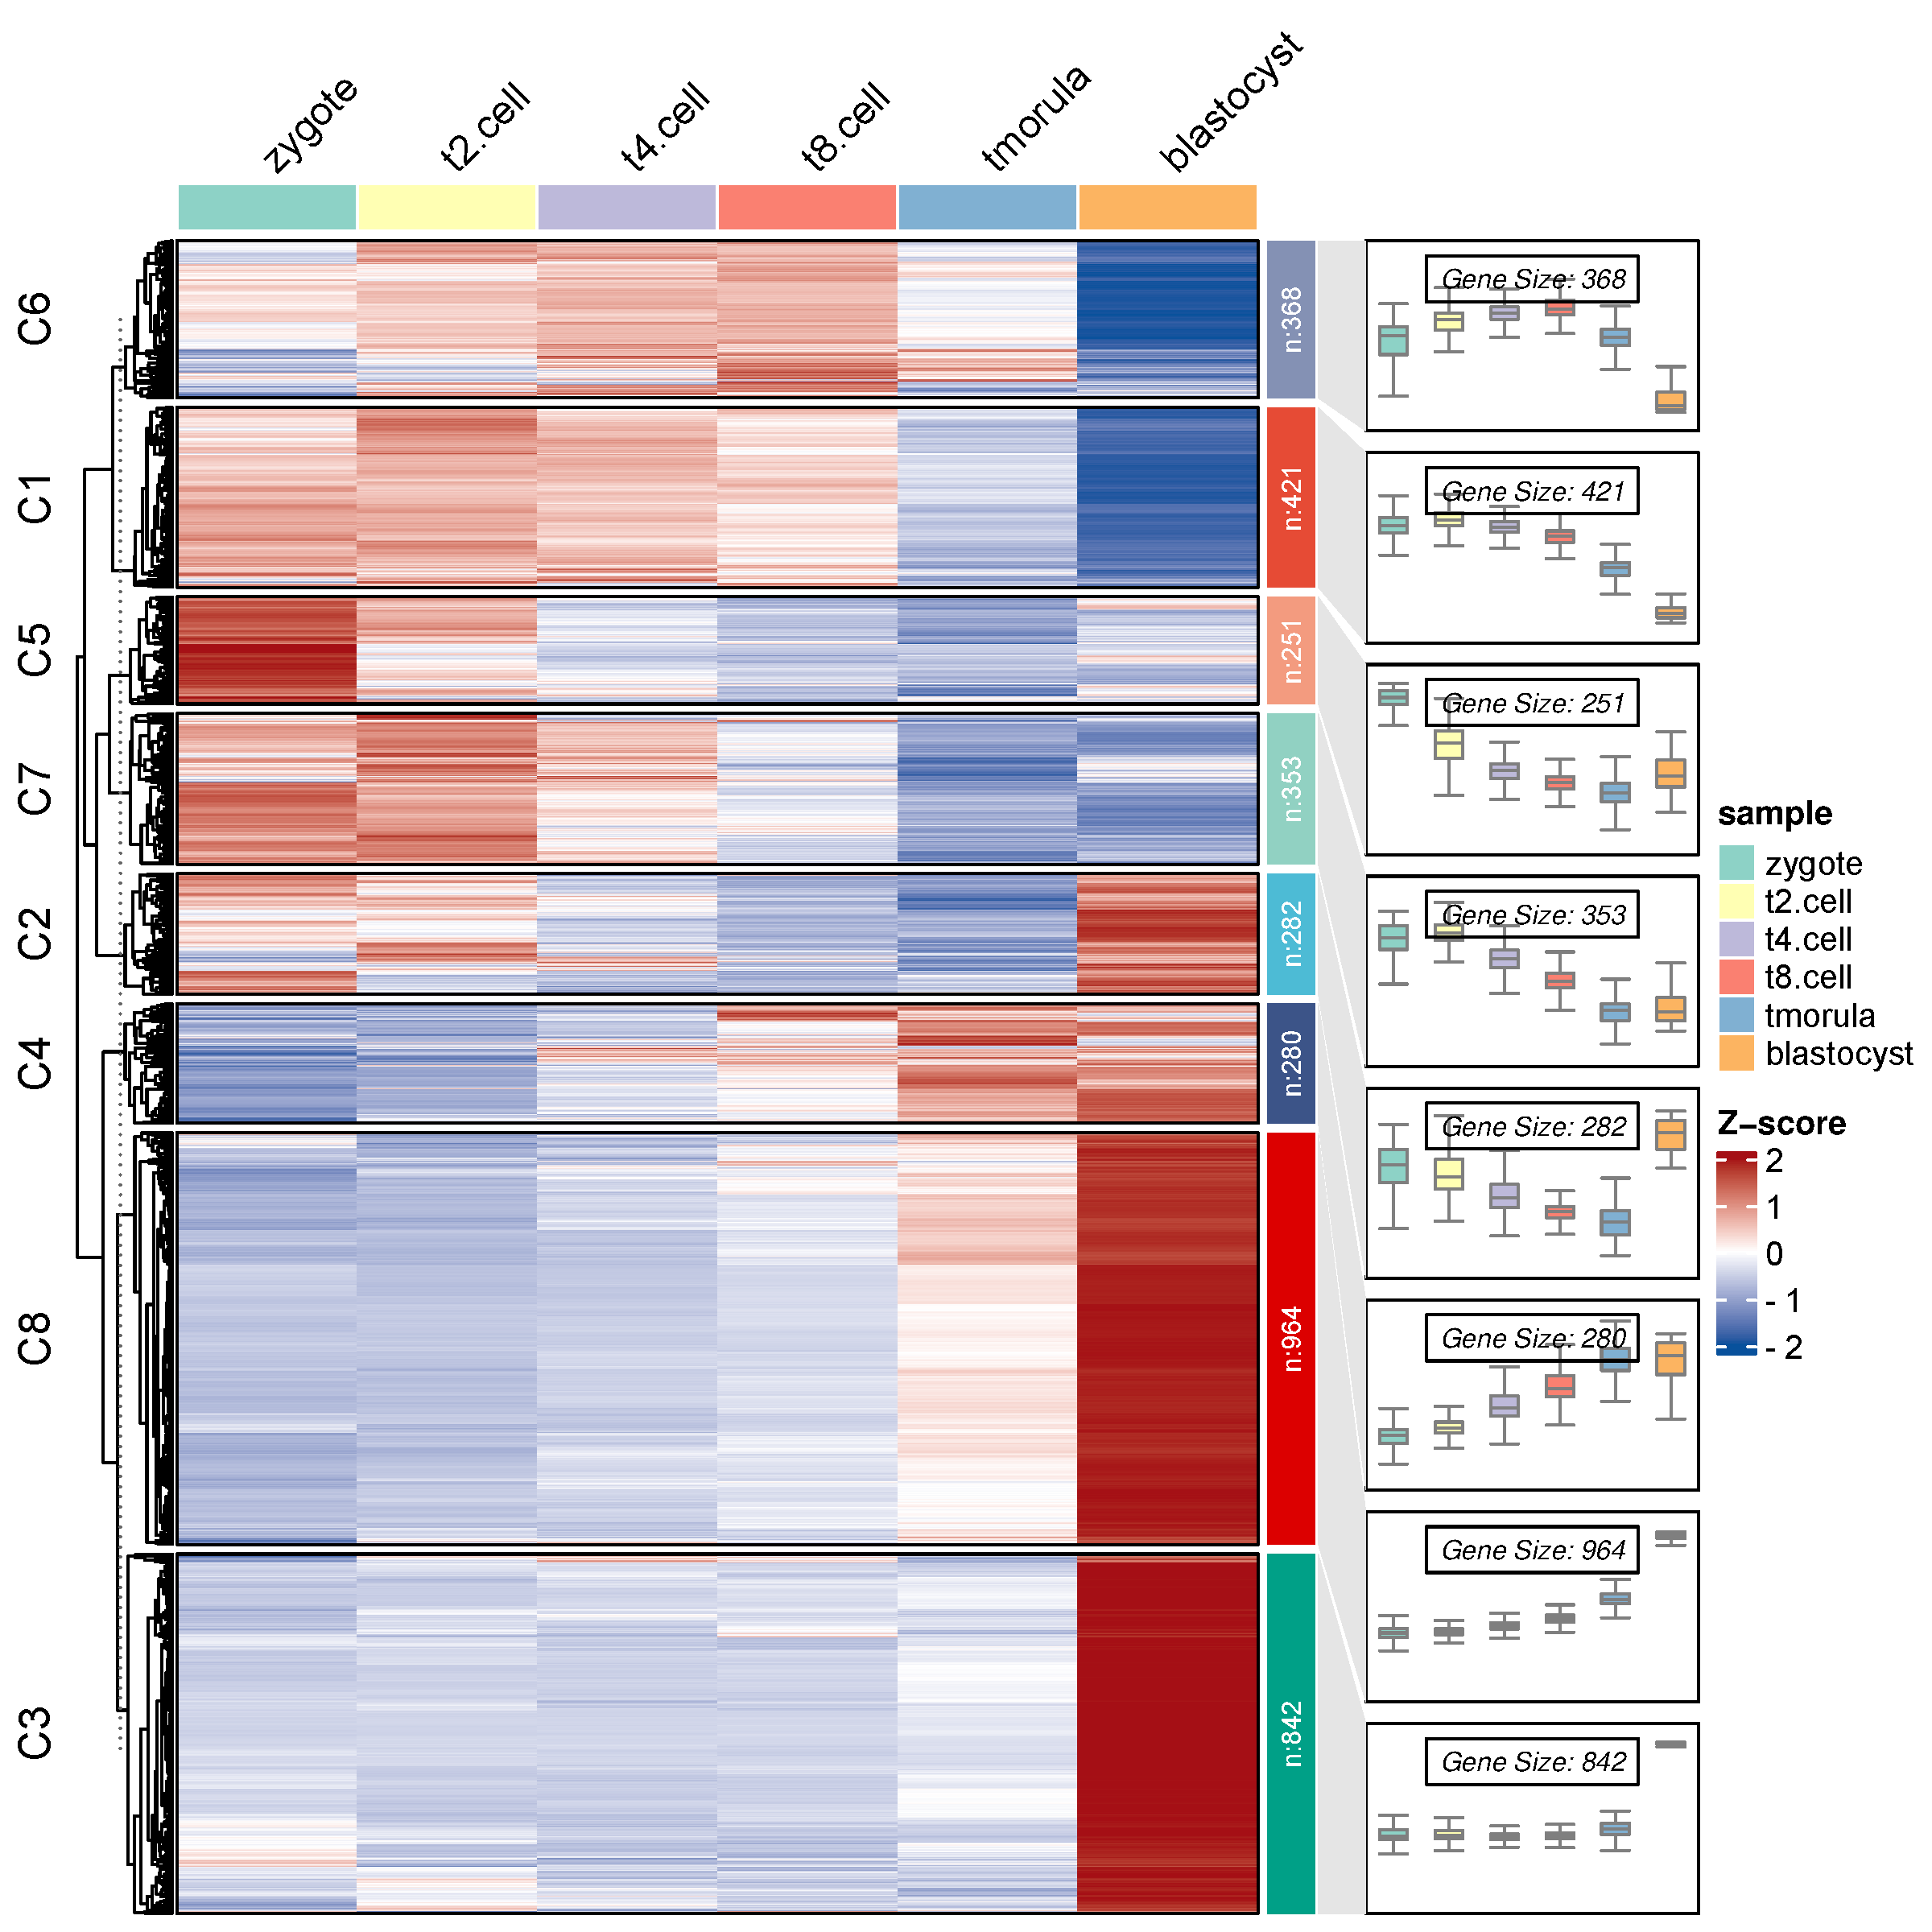 zygote
t2.cell
t4.cell
t8.cell
tmorula
blastocyst
C6
n:368
Gene Size: 368
C1
n:421
Gene Size: 421
C5
n:251
Gene Size: 251
C7
n:353
Gene Size: 353
C2
n:282
Gene Size: 282
C4
n:280
Gene Size: 280
C8
n:964
Gene Size: 964
C3
n:842
Gene Size: 842
sample
zygote
t2.cell
t4.cell
t8.cell
tmorula
blastocyst
Z-score
2
1
0
- 1
- 2